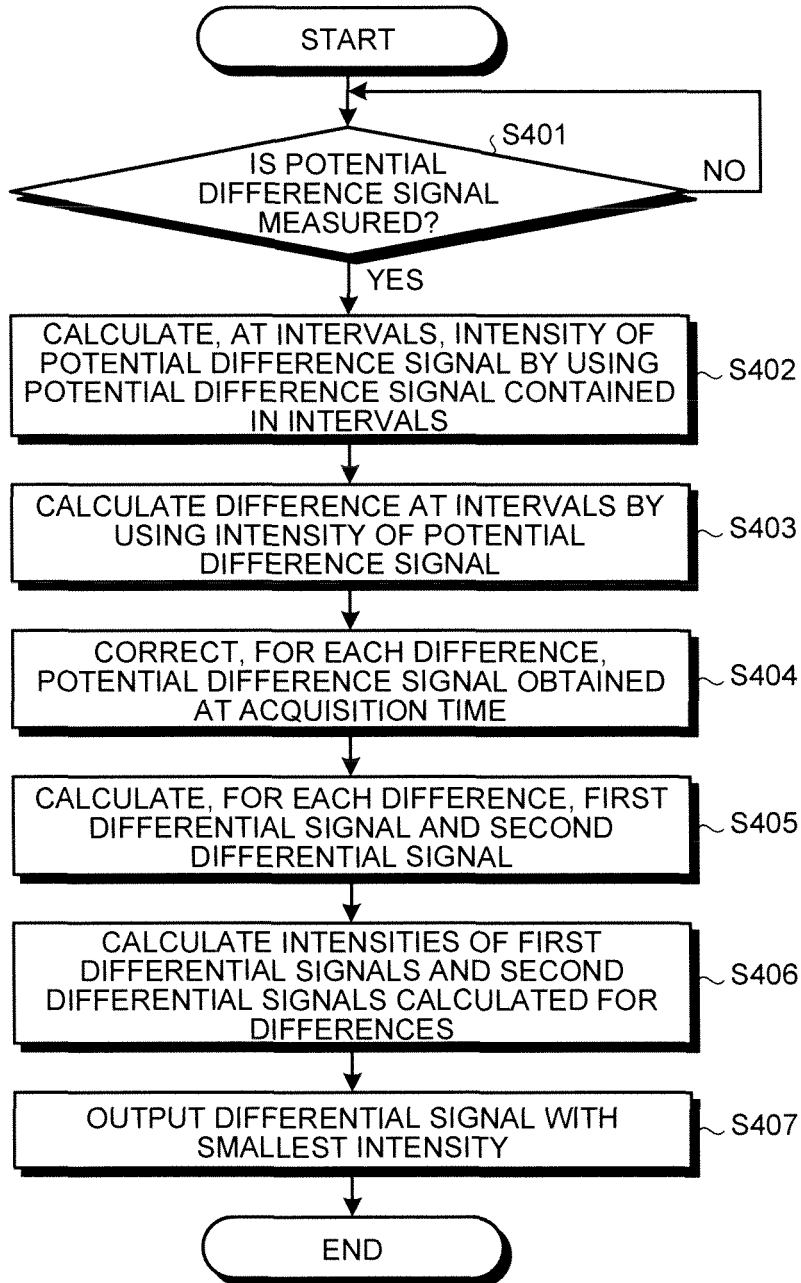 START
S401
IS POTENTIAL
DIFFERENCE SIGNAL
MEASURED?
NO
YES
CALCULATE, AT INTERVALS, INTENSITY OF
POTENTIAL DIFFERENCE SIGNAL BY USING
POTENTIAL DIFFERENCE SIGNAL CONTAINED
IN INTERVALS
S402
CALCULATE DIFFERENCE AT INTERVALS BY
USING INTENSITY OF POTENTIAL
DIFFERENCE SIGNAL
S403
CORRECT, FOR EACH DIFFERENCE,
POTENTIAL DIFFERENCE SIGNAL OBTAINED
AT ACQUISITION TIME
S404
CALCULATE, FOR EACH DIFFERENCE, FIRST
DIFFERENTIAL SIGNAL AND SECOND
DIFFERENTIAL SIGNAL
S405
CALCULATE INTENSITIES OF FIRST
DIFFERENTIAL SIGNALS AND SECOND
DIFFERENTIAL SIGNALS CALCULATED FOR
DIFFERENCES
S406
OUTPUT DIFFERENTIAL SIGNAL WITH
SMALLEST INTENSITY
S407
END